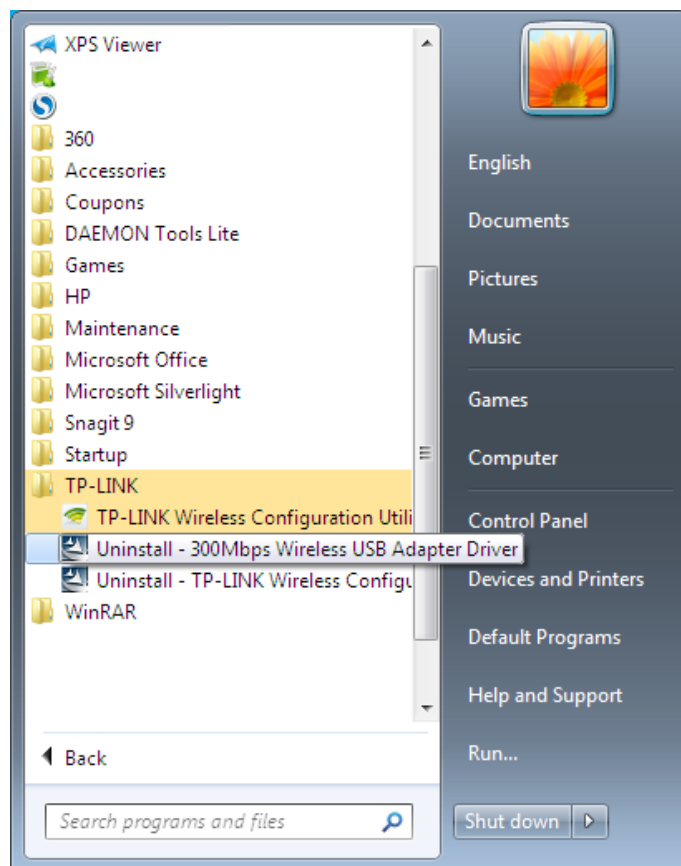 XPS Viewer
360
Accessories
Coupons
DAEMON Tools Lite
Games
HP
Maintenance
Microsoft Office
Microsoft Silverlight
Snagit 9
Startup
TP-LINK
TP-LINK Wireless Configuration Utili
Uninstall - 300Mbps Wireless USB Adapter Driver
Uninstall - TP-LINK Wireless Configu
WinRAR
Back
Search programs and files
English
Documents
Pictures
Music
Games
Computer
Control Panel
Devices and Printers
Default Programs
Help and Support
Run...
Shut down